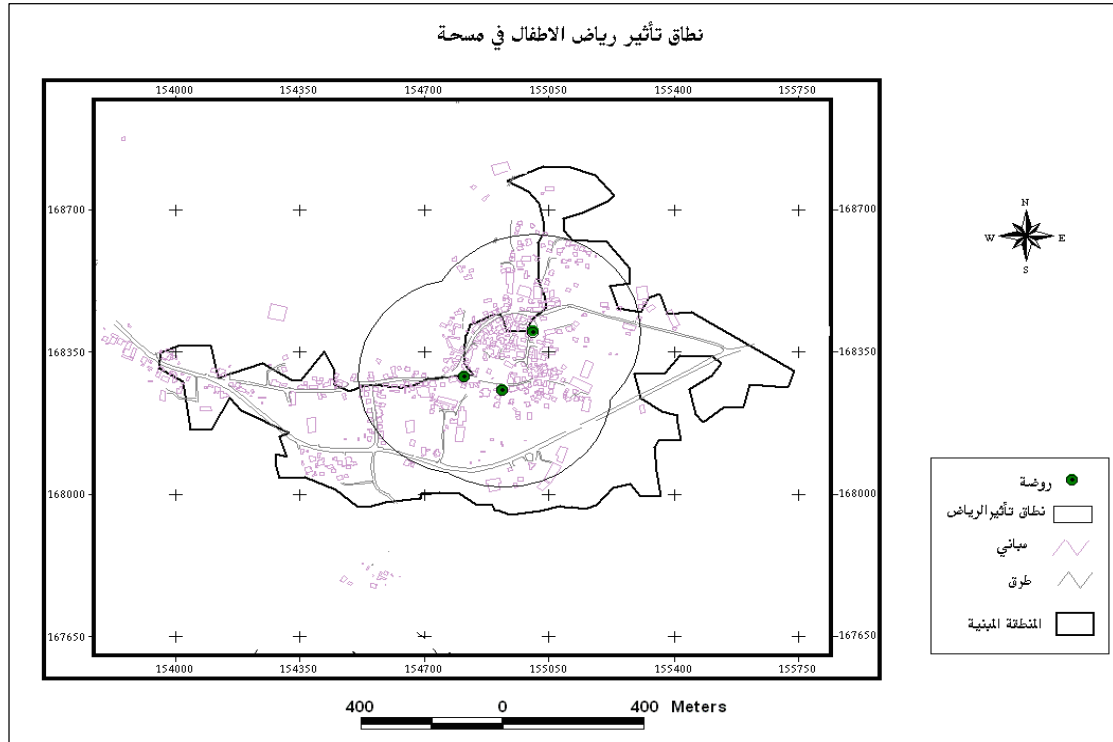 نطاق تأثير رياض الاطفال في مسحة
154000 154350 154700 155050 155400 155750
168700 168700
N
W E
S
168350 168350
168000 168000
167650 167650
154000 154350 154700 155050 155400 155750
روضة
نطاق تأثيرالرياض
مباني
طرق
المنطقة المبنية
400 0 400 Meters